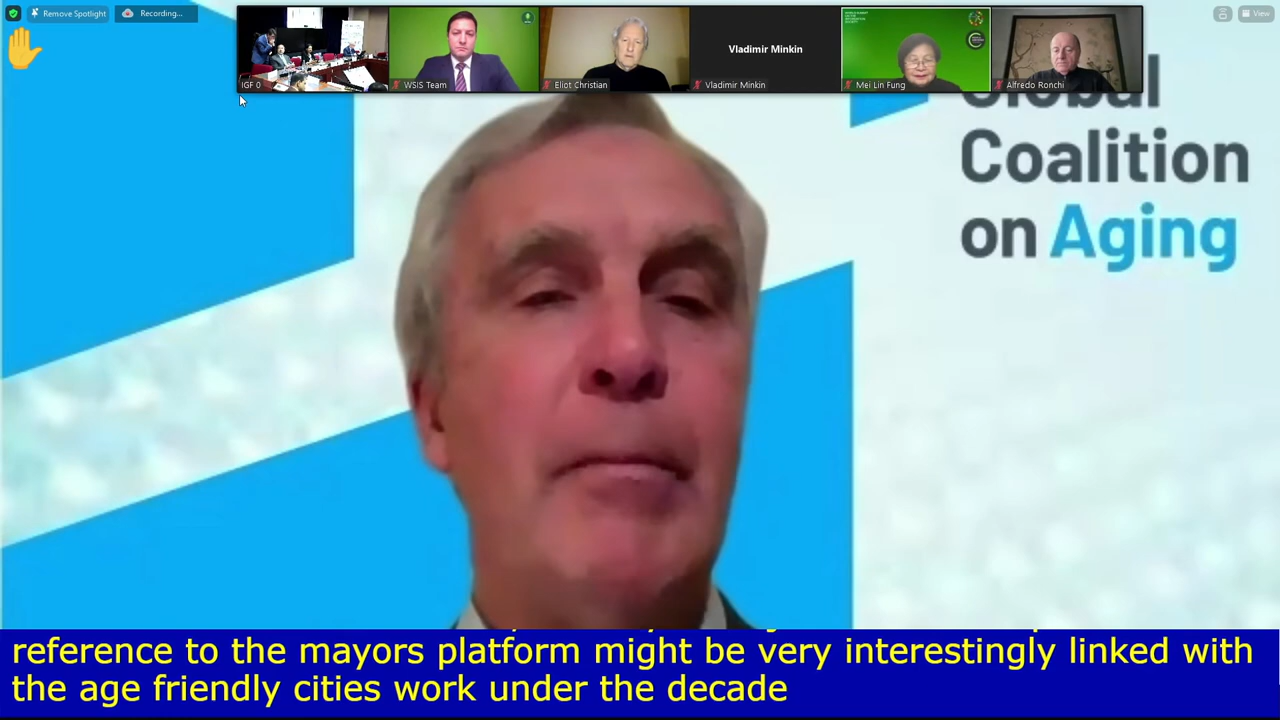 Remove Spotlight
Recording...
View
IGF 0
WSIS Team
Eliot Christian
Vladimir Minkin
Vladimir Minkin
Mei Lin Fung
Alfredo Ronchi
Global
Coalition
on Aging
reference to the mayors platform might be very interestingly linked with
the age friendly cities work under the decade